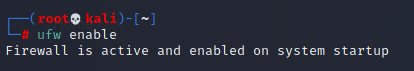 ┌──(root💀kali)-[~]
└─# ufw enable
Firewall is active and enabled on system startup